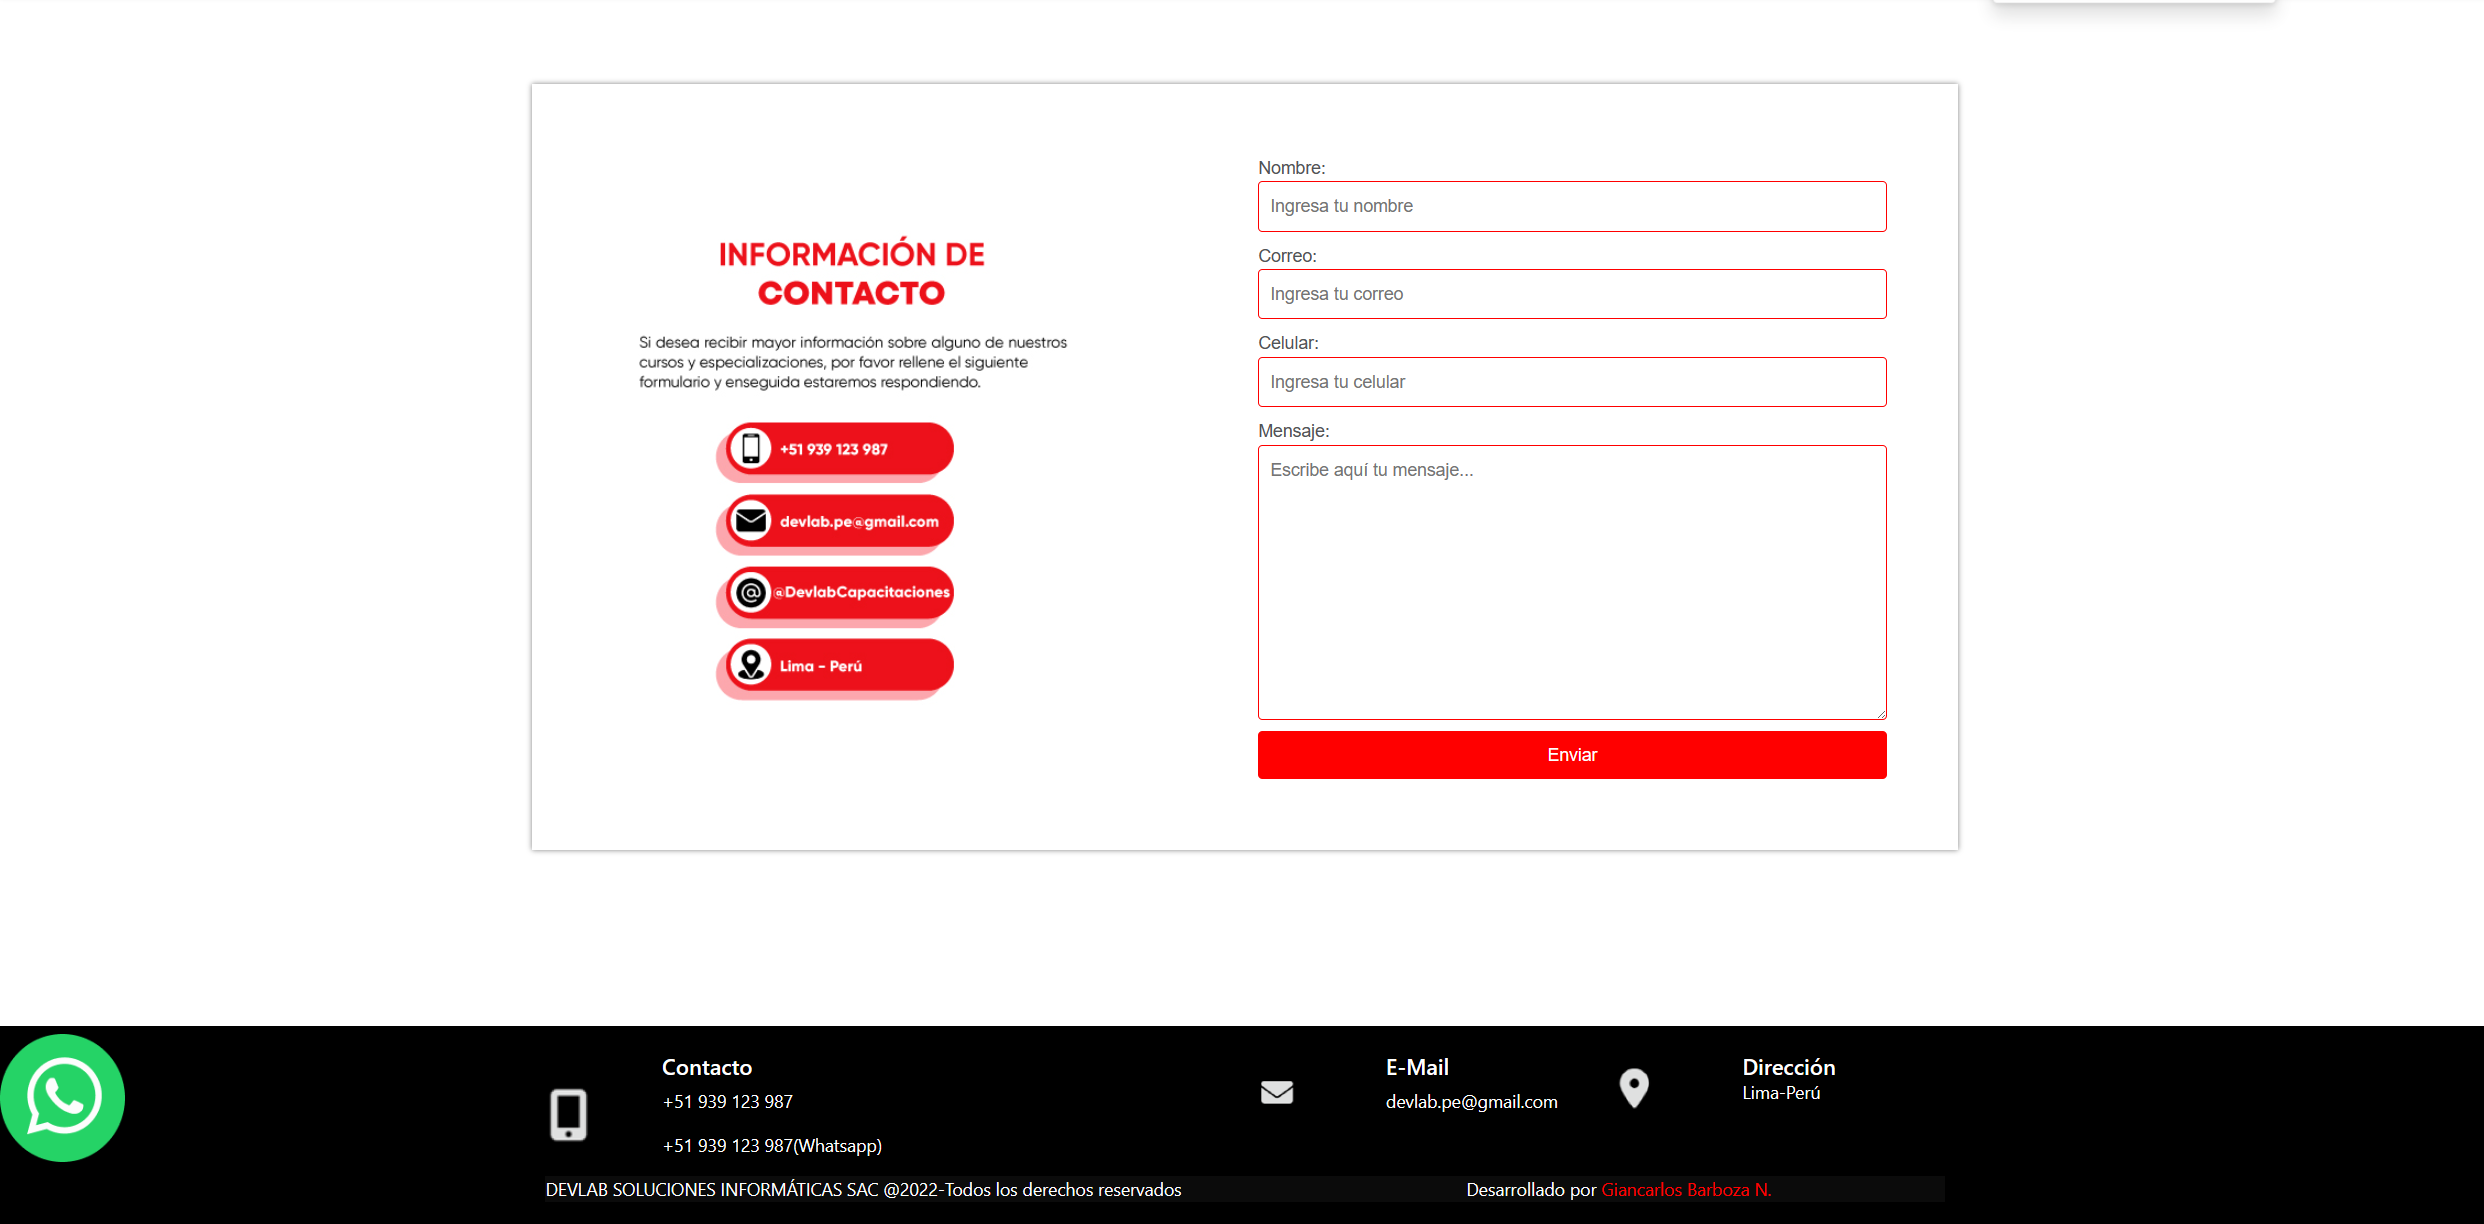 INFORMACIÓN DE
CONTACTO
Si desea recibir mayor información sobre alguno de nuestros
cursos y especializaciones, por favor rellene el siguiente
formulario y enseguida estaremos respondiendo.
+51 939 123 987
devlab.pe@gmail.com
@DevlabCapacitaciones
Lima - Perú
Nombre:
Ingresa tu nombre
Correo:
Ingresa tu correo
Celular:
Ingresa tu celular
Mensaje:
Escribe aquí tu mensaje...
Enviar
Contacto
+51 939 123 987
+51 939 123 987(Whatsapp)
E-Mail
devlab.pe@gmail.com
Dirección
Lima-Perú
DEVLAB SOLUCIONES INFORMÁTICAS SAC @2022-Todos los derechos reservados
Desarrollado por Giancarlos Barboza N.